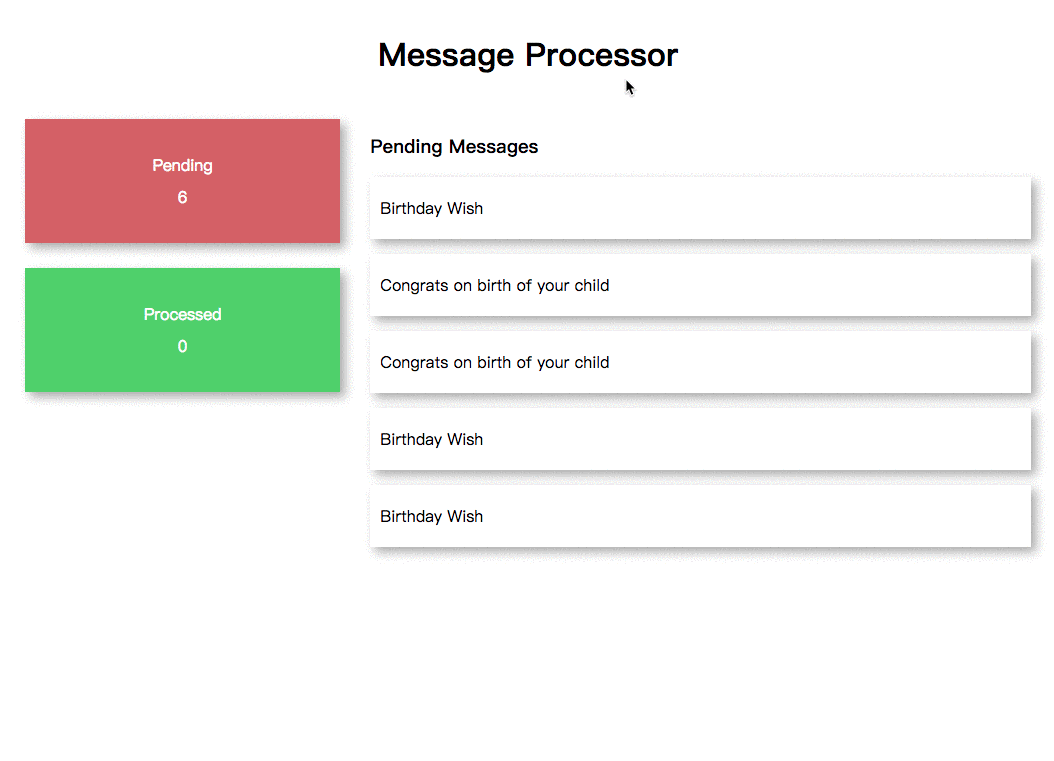 Message Processor
Pending
6
Processed
0
Pending Messages
Birthday Wish
Congrats on birth of your child
Congrats on birth of your child
Birthday Wish
Birthday Wish